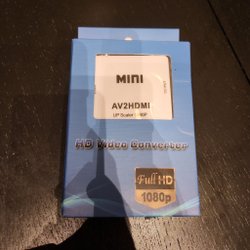 MINI
AV2HDMI
UP Scaler 1080P
HD Video Converter
Full HD
1080p